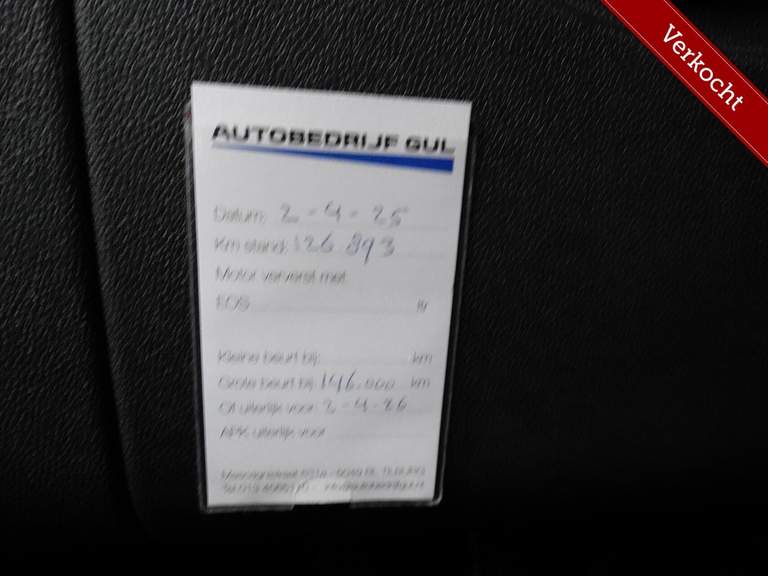 Verkocht
AUTOBEDRIJF GUL
Datum: 2-4-25
Km stand: 126 893
Motor ververst met
EOS ltr
Kleine beurt bij: km
Grote beurt bij: 146.000 km
Of uiterlijk voor: 2-4-26
APK uiterlijk voor